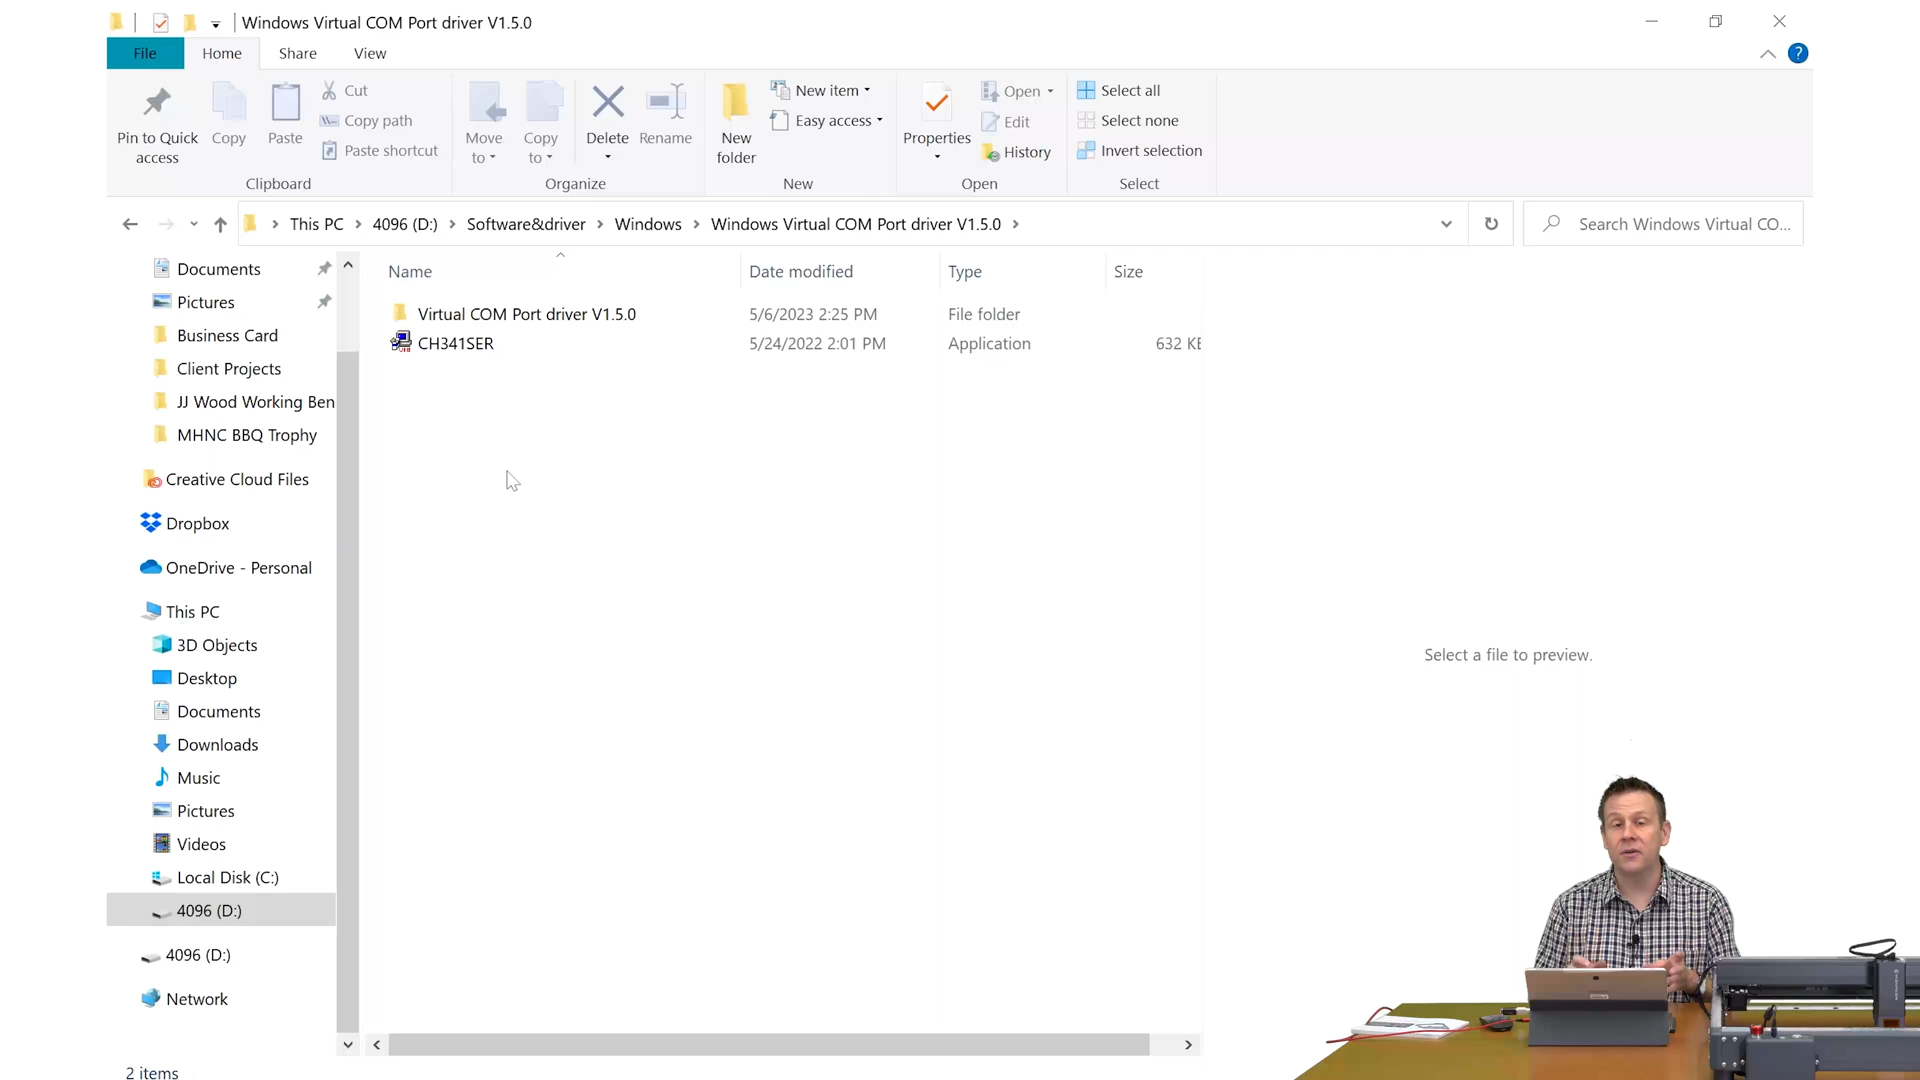 Windows Virtual COM Port driver V1.5.0
File
Home
Share
View
Pin to Quick access
Copy
Paste
Cut
Copy path
Paste shortcut
Clipboard
Move to
Copy to
Delete
Rename
Organize
New folder
New item
Easy access
New
Properties
Open
Edit
History
Open
Select all
Select none
Invert selection
Select
This PC
4096 (D:)
Software&driver
Windows
Windows Virtual COM Port driver V1.5.0
Search Windows Virtual CO...
Documents
Pictures
Business Card
Client Projects
JJ Wood Working Ben
MHNC BBQ Trophy
Creative Cloud Files
Dropbox
OneDrive - Personal
This PC
3D Objects
Desktop
Documents
Downloads
Music
Pictures
Videos
Local Disk (C:)
4096 (D:)
4096 (D:)
Network
Name Date modified Type Size
Virtual COM Port driver V1.5.0 5/6/2023 2:25 PM File folder
CH341SER 5/24/2022 2:01 PM Application 632 KB
Select a file to preview.
2 items